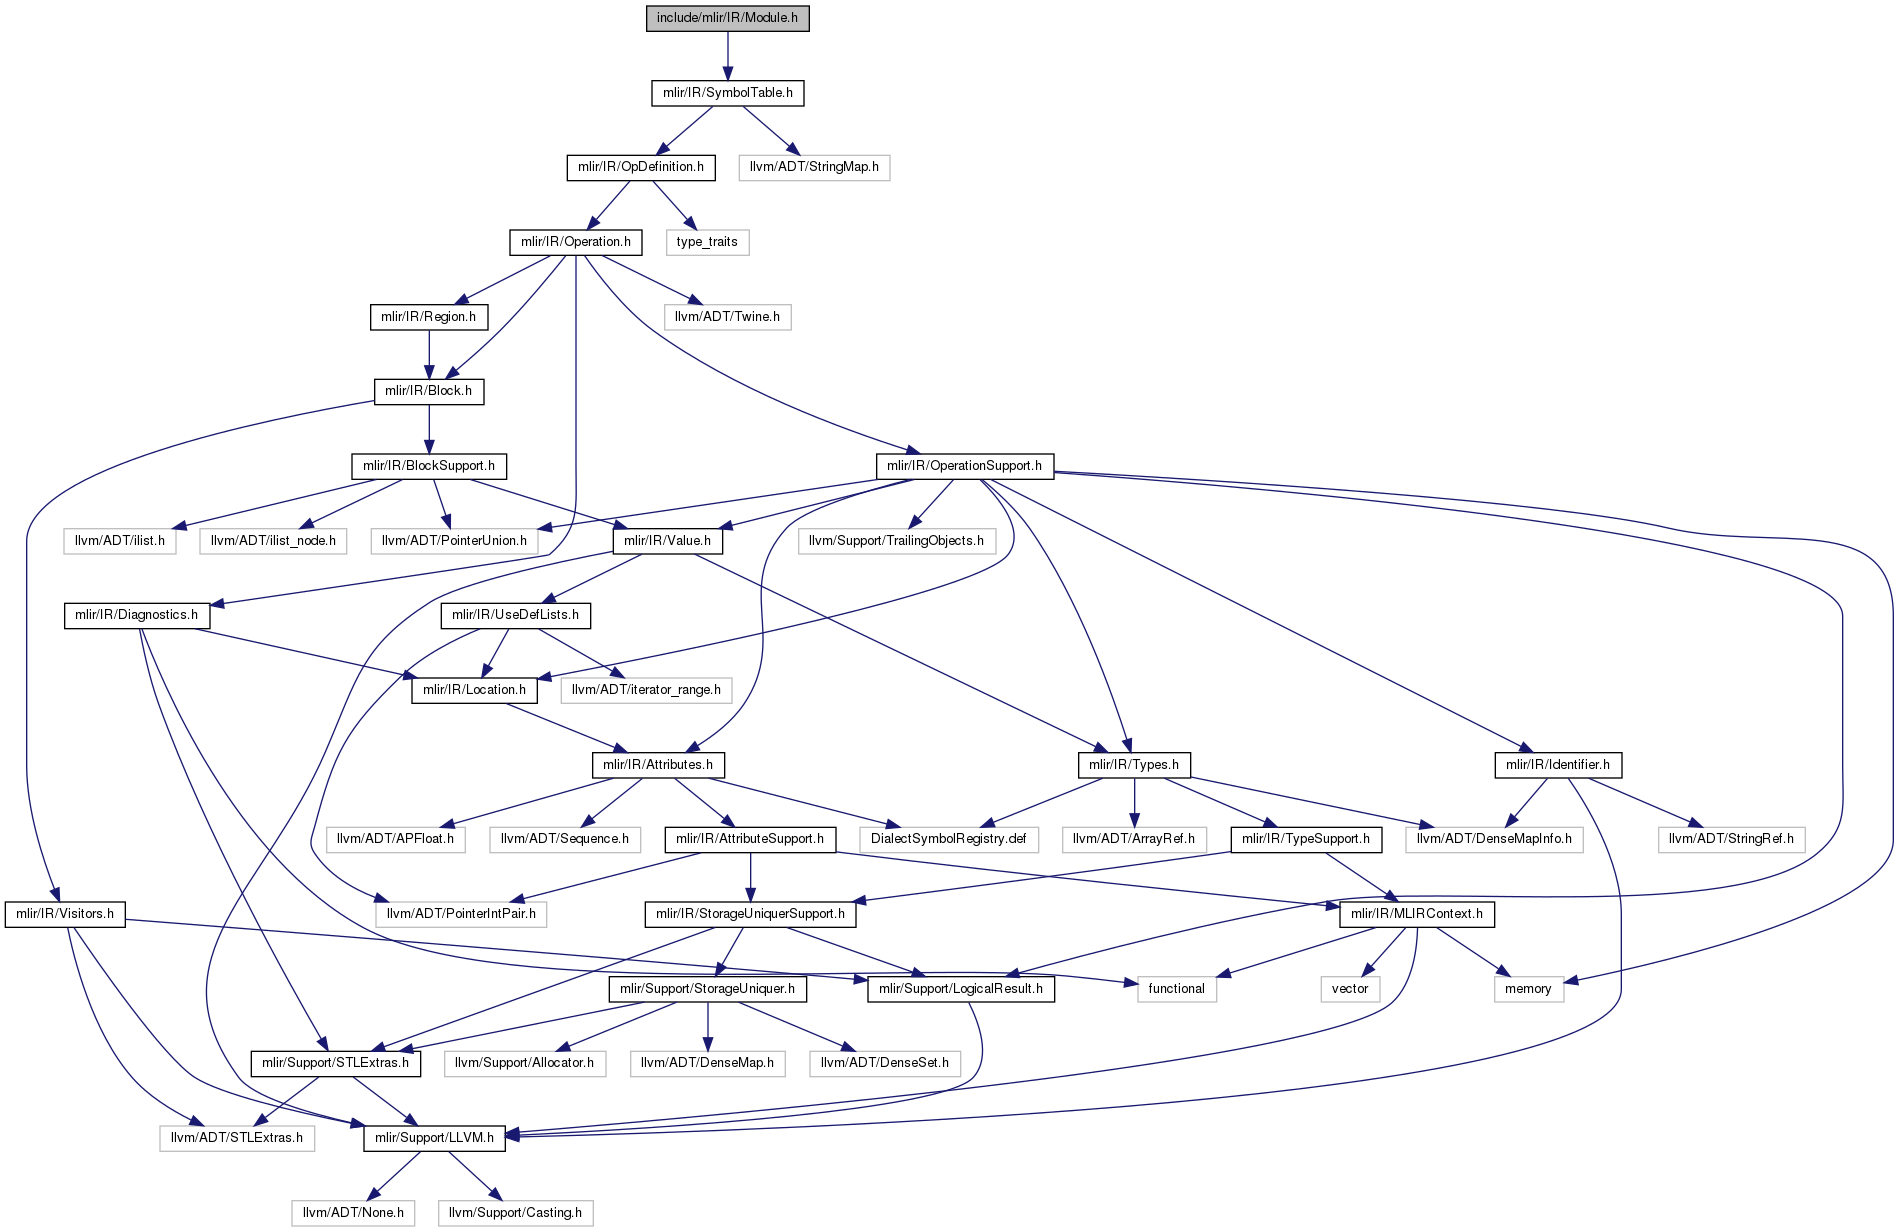 include/mlir/IR/Module.h
mlir/IR/SymbolTable.h
mlir/IR/OpDefinition.h
llvm/ADT/StringMap.h
mlir/IR/Operation.h
type_traits
mlir/IR/Region.h
llvm/ADT/Twine.h
mlir/IR/Block.h
mlir/IR/BlockSupport.h
mlir/IR/OperationSupport.h
llvm/ADT/ilist.h
llvm/ADT/ilist_node.h
llvm/ADT/PointerUnion.h
mlir/IR/Value.h
llvm/Support/TrailingObjects.h
mlir/IR/Diagnostics.h
mlir/IR/UseDefLists.h
mlir/IR/Location.h
llvm/ADT/iterator_range.h
mlir/IR/Attributes.h
mlir/IR/Types.h
mlir/IR/Identifier.h
llvm/ADT/APFloat.h
llvm/ADT/Sequence.h
mlir/IR/AttributeSupport.h
DialectSymbolRegistry.def
llvm/ADT/ArrayRef.h
mlir/IR/TypeSupport.h
llvm/ADT/DenseMapInfo.h
llvm/ADT/StringRef.h
mlir/IR/Visitors.h
llvm/ADT/PointerIntPair.h
mlir/IR/StorageUniquerSupport.h
mlir/IR/MLIRContext.h
mlir/Support/StorageUniquer.h
mlir/Support/LogicalResult.h
functional
vector
memory
mlir/Support/STLExtras.h
llvm/Support/Allocator.h
llvm/ADT/DenseMap.h
llvm/ADT/DenseSet.h
llvm/ADT/STLExtras.h
mlir/Support/LLVM.h
llvm/ADT/None.h
llvm/Support/Casting.h